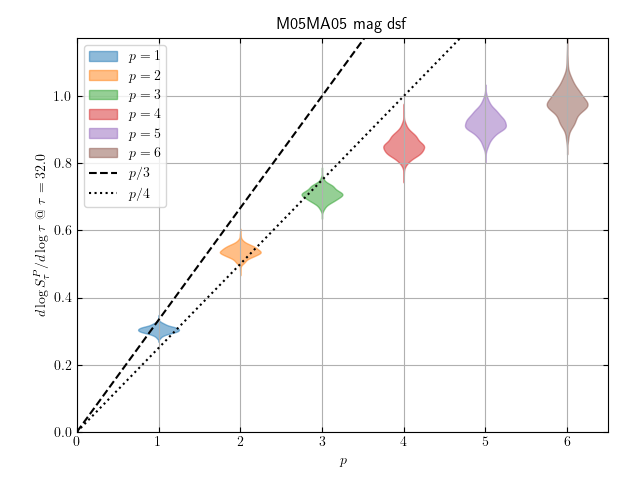 M05MA05 mag dsf
d log S_τ^P / d log τ @ τ = 32.0
1.0
0.8
0.6
0.4
0.2
0.0
p = 1
p = 2
p = 3
p = 4
p = 5
p = 6
p/3
p/4
0 1 2 3 4 5 6
p